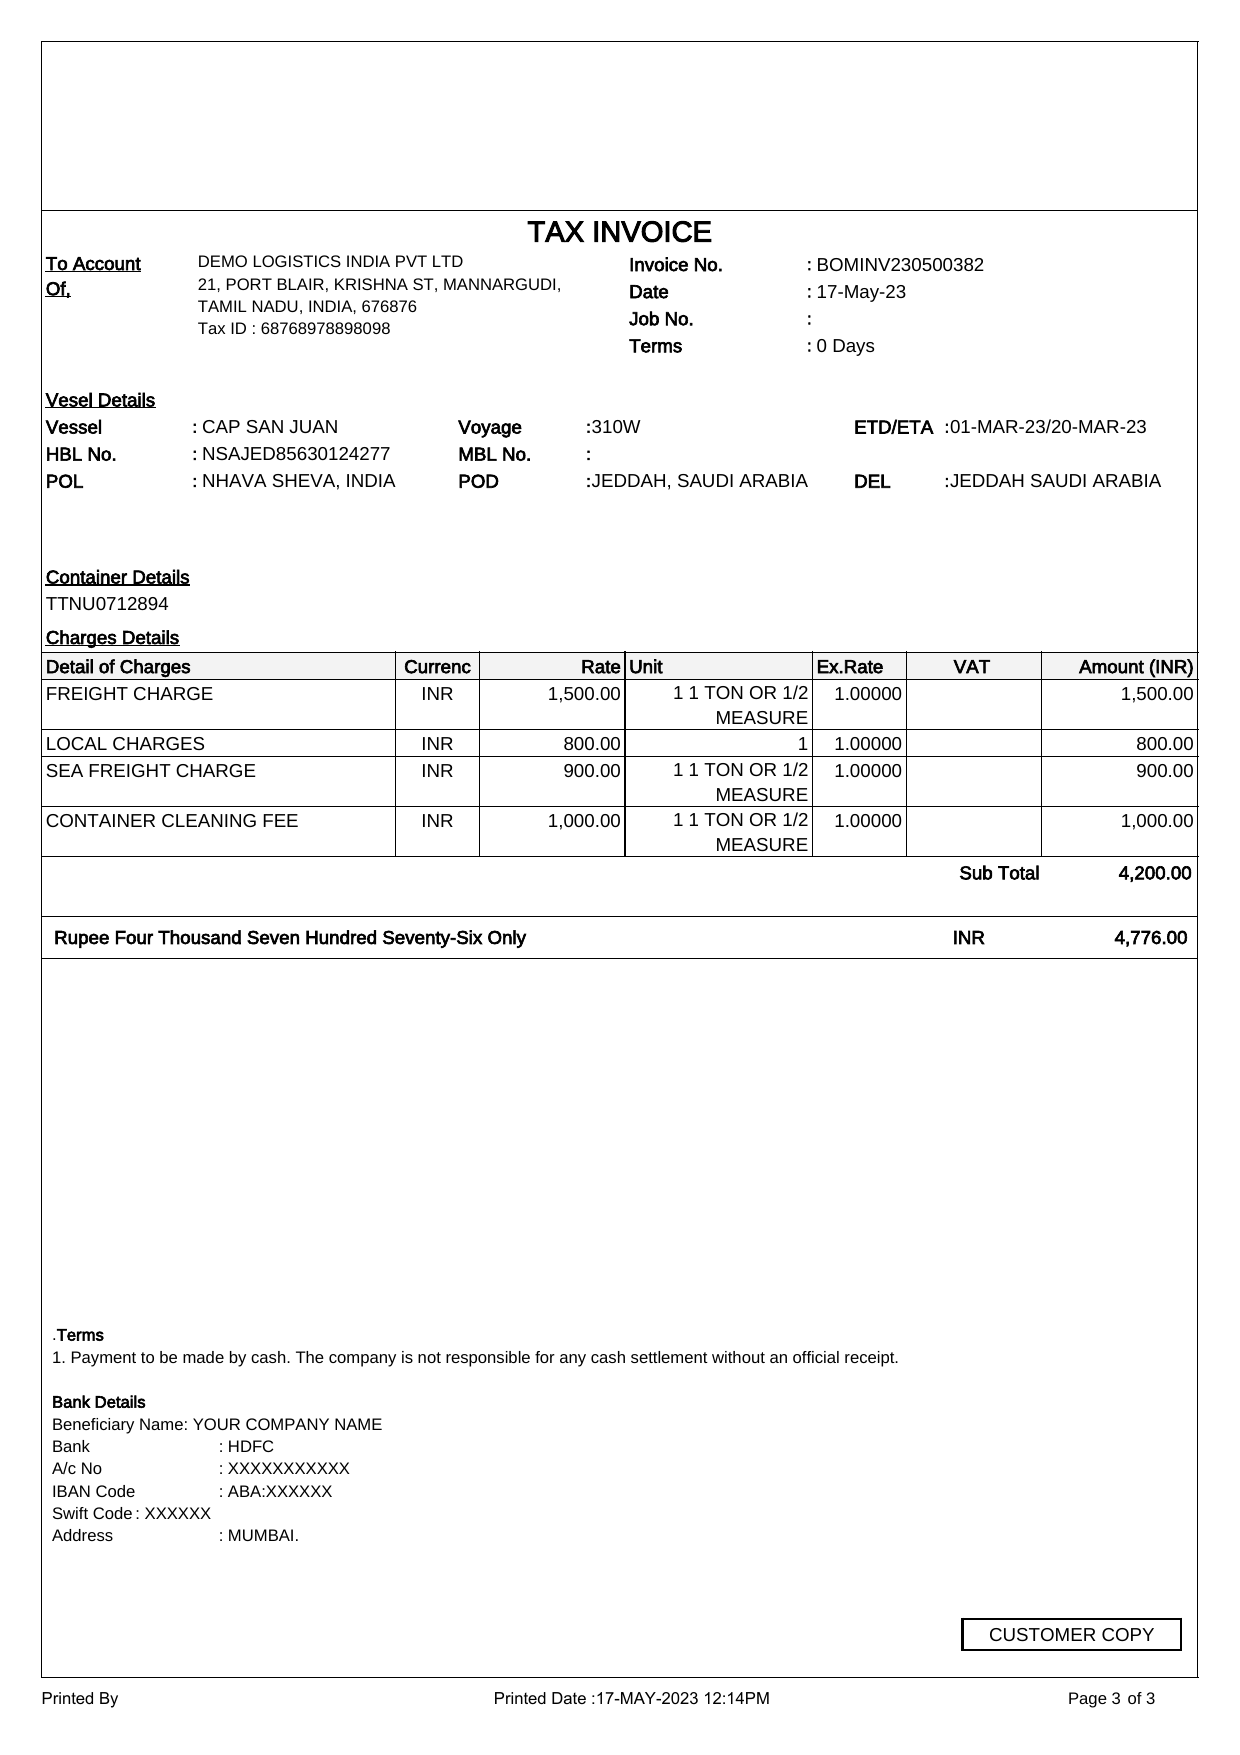 TAX INVOICE
To Account Of,
DEMO LOGISTICS INDIA PVT LTD
21, PORT BLAIR, KRISHNA ST, MANNARGUDI,
TAMIL NADU, INDIA, 676876
Tax ID : 68768978898098
Invoice No. : BOMINV230500382
Date : 17-May-23
Job No. :
Terms : 0 Days
Vesel Details
Vessel : CAP SAN JUAN Voyage :310W ETD/ETA :01-MAR-23/20-MAR-23
HBL No. : NSAJED85630124277 MBL No. :
POL : NHAVA SHEVA, INDIA POD :JEDDAH, SAUDI ARABIA DEL :JEDDAH SAUDI ARABIA
Container Details
TTNU0712894
Charges Details
Detail of Charges Currenc Rate Unit Ex.Rate VAT Amount (INR)
FREIGHT CHARGE INR 1,500.00 1 1 TON OR 1/2 MEASURE 1.00000 1,500.00
LOCAL CHARGES INR 800.00 1 1.00000 800.00
SEA FREIGHT CHARGE INR 900.00 1 1 TON OR 1/2 MEASURE 1.00000 900.00
CONTAINER CLEANING FEE INR 1,000.00 1 1 TON OR 1/2 MEASURE 1.00000 1,000.00
Sub Total 4,200.00
Rupee Four Thousand Seven Hundred Seventy-Six Only INR 4,776.00
.Terms
1. Payment to be made by cash. The company is not responsible for any cash settlement without an official receipt.
Bank Details
Beneficiary Name: YOUR COMPANY NAME
Bank : HDFC
A/c No : XXXXXXXXXXX
IBAN Code : ABA:XXXXXX
Swift Code : XXXXXX
Address : MUMBAI.
CUSTOMER COPY
Printed By Printed Date :17-MAY-2023 12:14PM Page 3 of 3